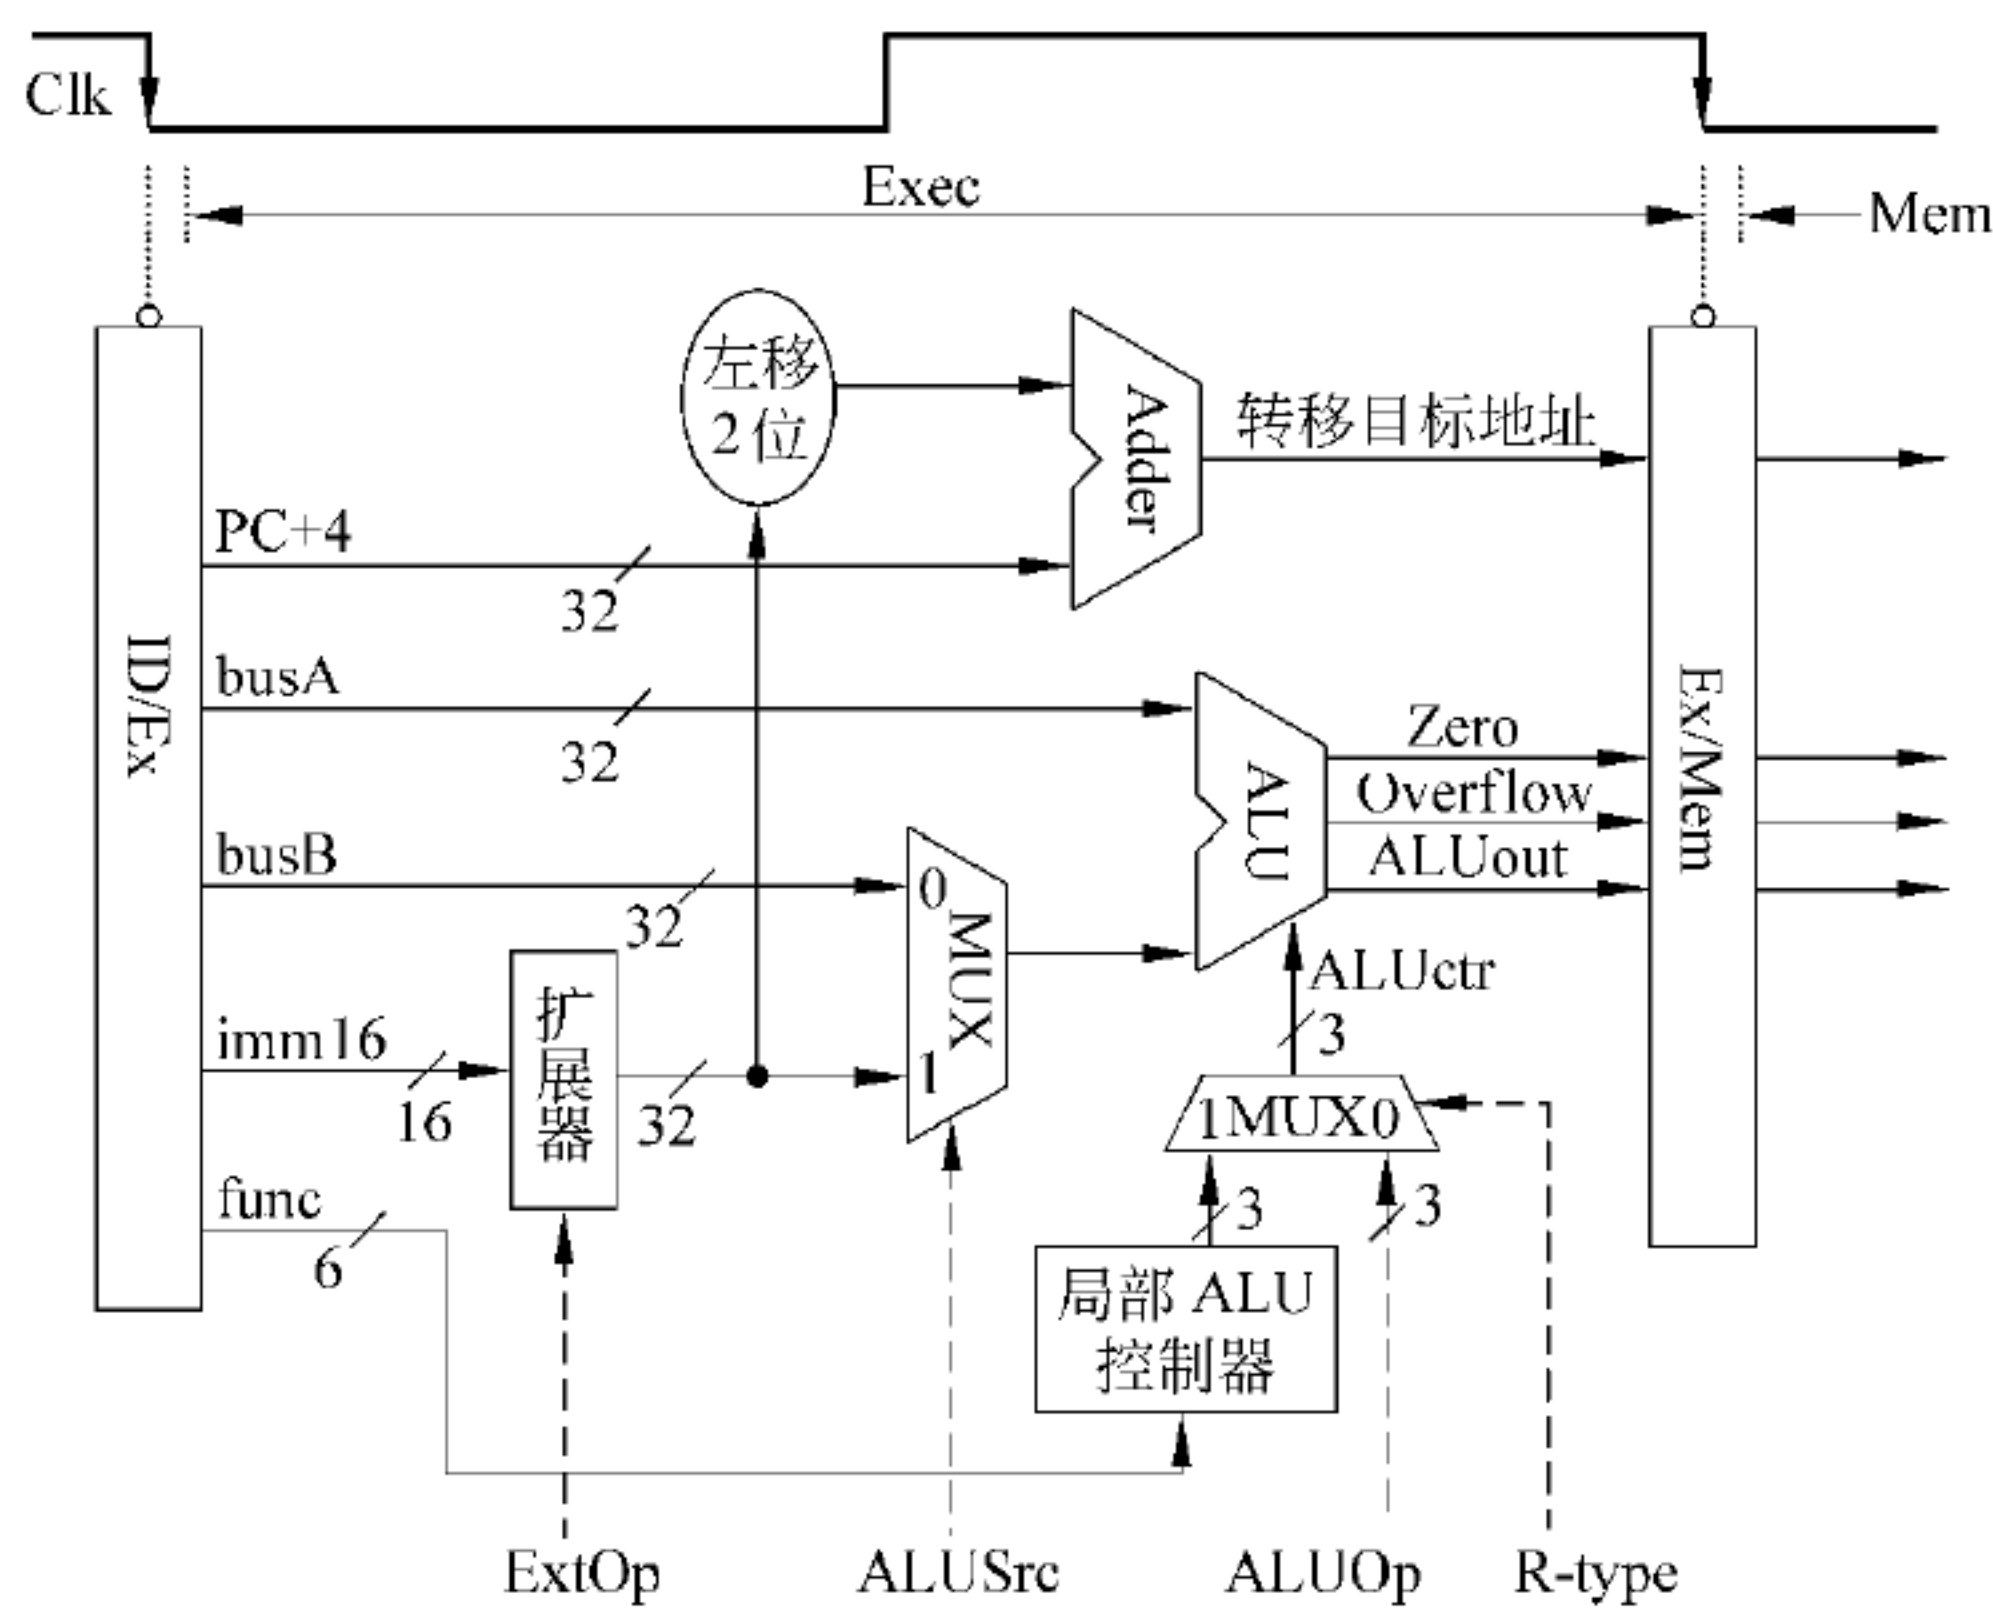 Clk
Exec
Mem
左移
2位
Adder
转移目标地址
PC+4
32
ID/Ex
busA
32
ALU
Zero
Overflow
ALUout
Ex/Mem
busB
32
0
MUX
1
ALUctr
3
imm16
16
扩展器
32
1MUX0
func
6
3
3
局部 ALU
控制器
ExtOp
ALUSrc
ALUOp
R-type